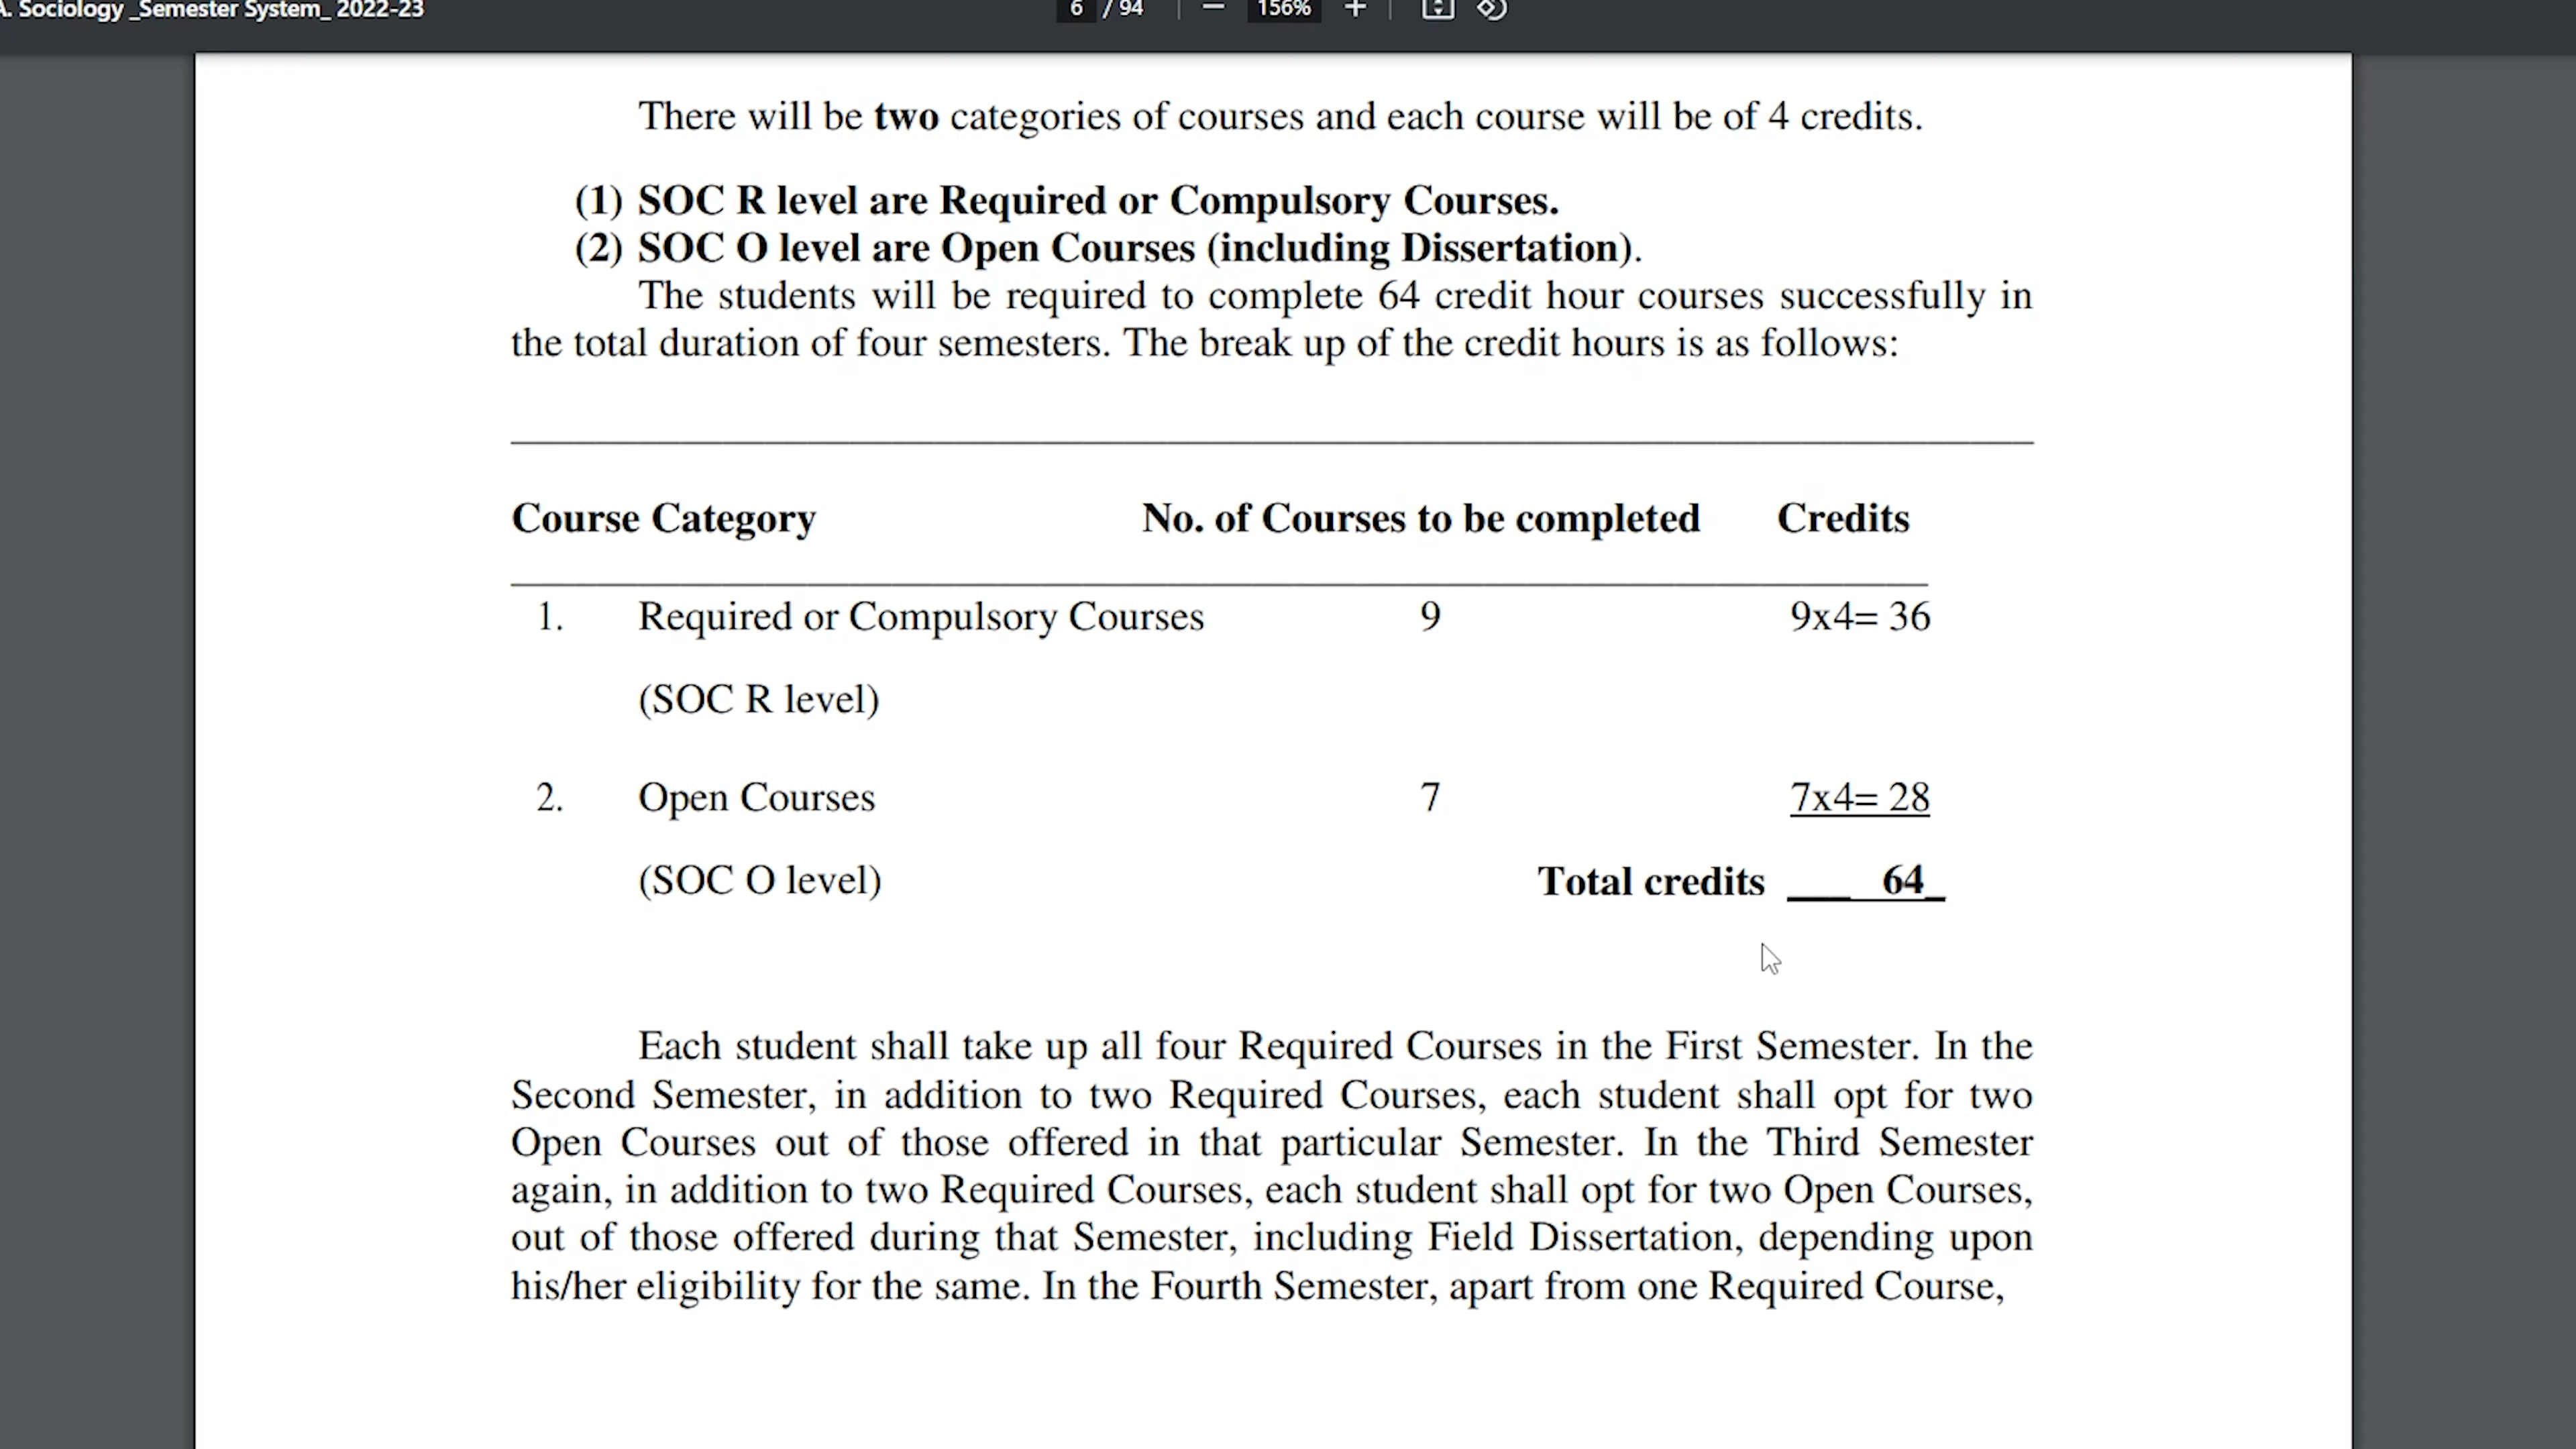 A. Sociology _Semester System_ 2022-23
6 / 94
156%
There will be two categories of courses and each course will be of 4 credits.
(1) SOC R level are Required or Compulsory Courses.
(2) SOC O level are Open Courses (including Dissertation).
The students will be required to complete 64 credit hour courses successfully in
the total duration of four semesters. The break up of the credit hours is as follows:
Course Category No. of Courses to be completed Credits
1. Required or Compulsory Courses 9 9x4= 36
(SOC R level)
2. Open Courses 7 7x4= 28
(SOC O level) Total credits 64
Each student shall take up all four Required Courses in the First Semester. In the
Second Semester, in addition to two Required Courses, each student shall opt for two
Open Courses out of those offered in that particular Semester. In the Third Semester
again, in addition to two Required Courses, each student shall opt for two Open Courses,
out of those offered during that Semester, including Field Dissertation, depending upon
his/her eligibility for the same. In the Fourth Semester, apart from one Required Course,